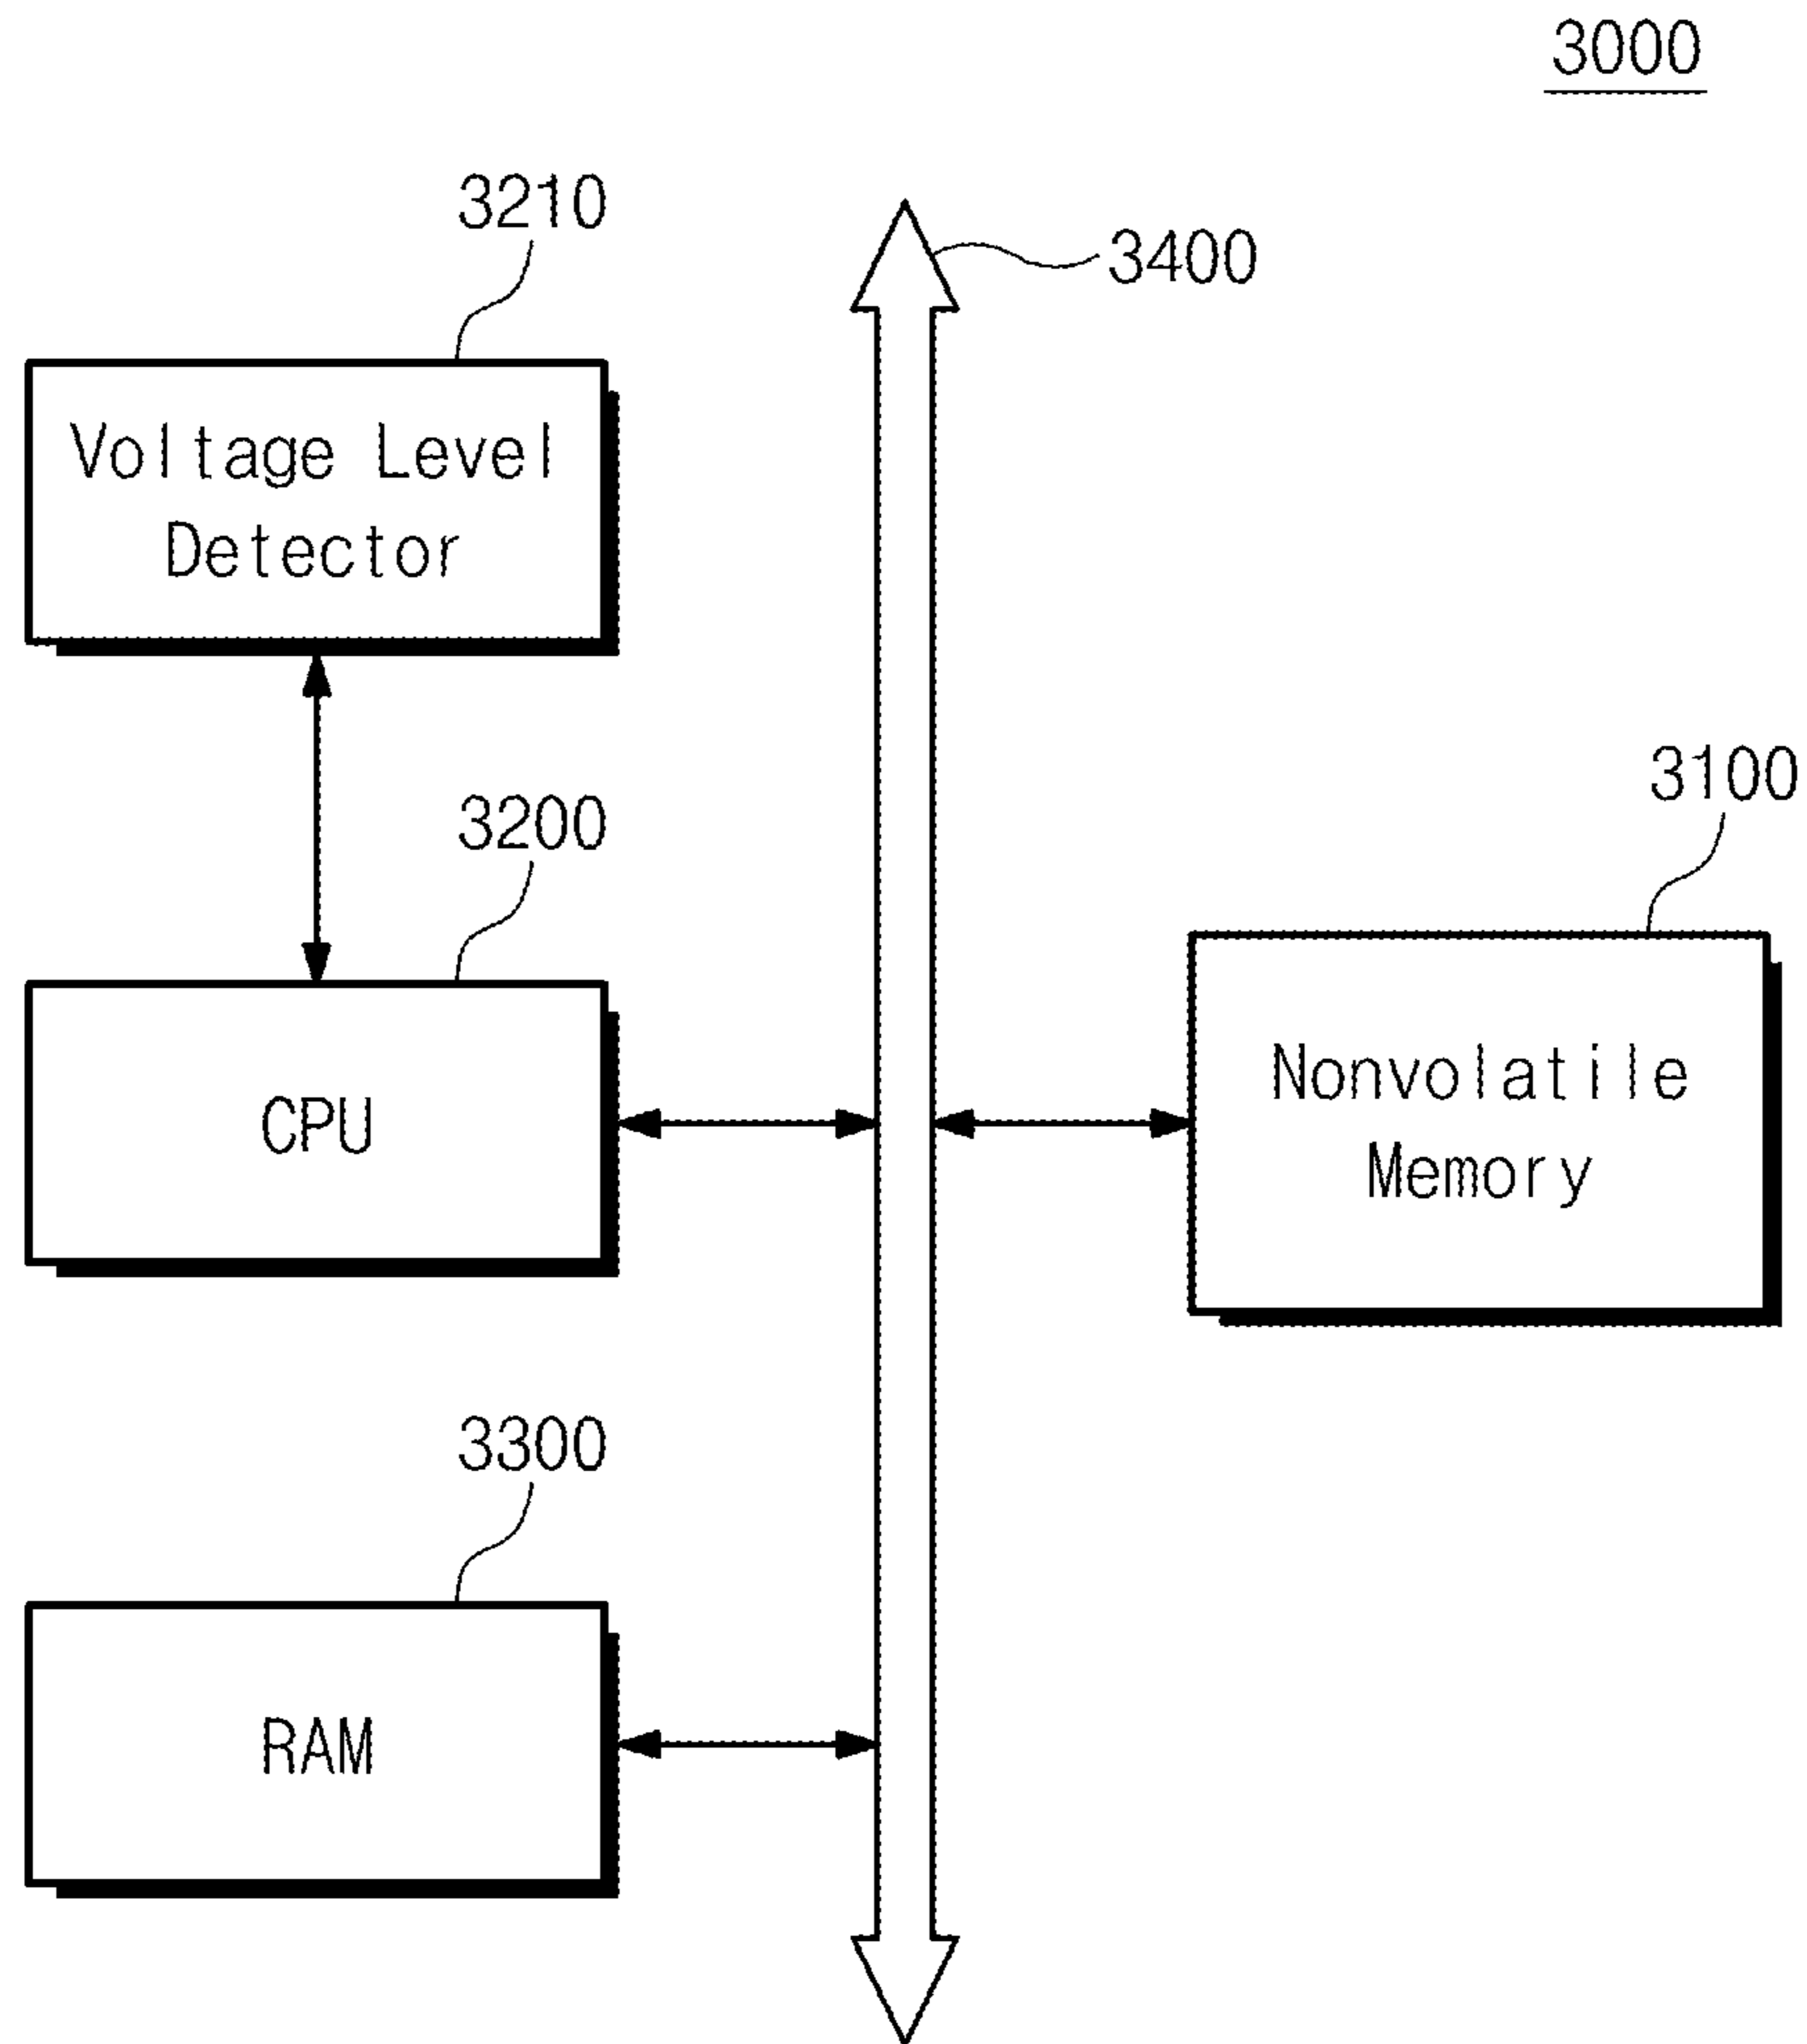 3000
3210
3400
Voltage Level
Detector
3100
3200
Nonvolatile
Memory
CPU
3300
RAM